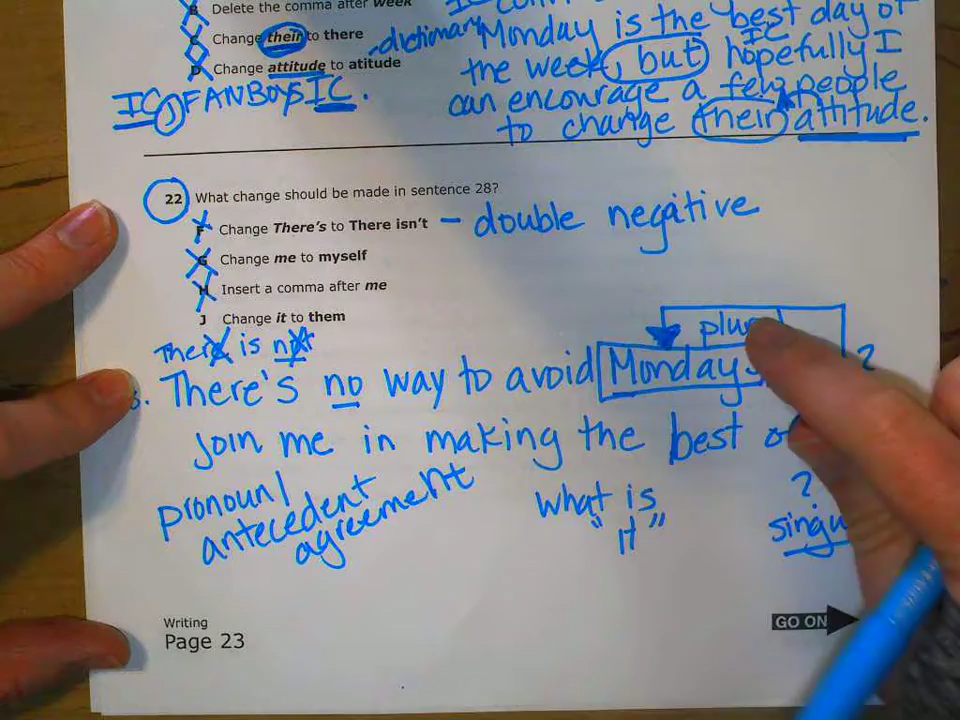 B Delete the comma after week
C Change their to there
D Change attitude to atitude
- dictionary
IC, FANBOYS IC.
Monday is the best day of
IC
the week, but hopefully I
can encourage a few people
to change their attitude.
22 What change should be made in sentence 28?
F Change There's to There isn't - double negative
G Change me to myself
H Insert a comma after me
J Change it to them
There is not
There's no way to avoid Mondays
?
join me in making the best
pronoun/
antecedent
agreement
what is
"it"
?
Writing
Page 23
GO ON